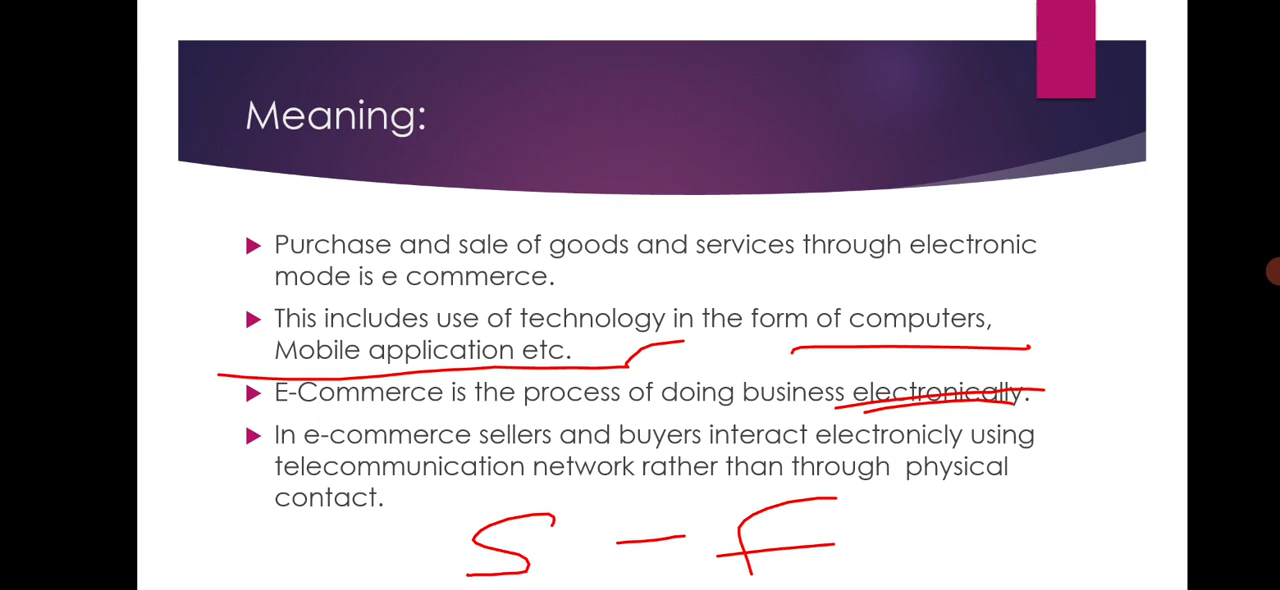 Meaning:
Purchase and sale of goods and services through electronic
mode is e commerce.
This includes use of technology in the form of computers,
Mobile application etc.
E-Commerce is the process of doing business electronically.
In e-commerce sellers and buyers interact electronicly using
telecommunication network rather than through physical
contact.
S - F